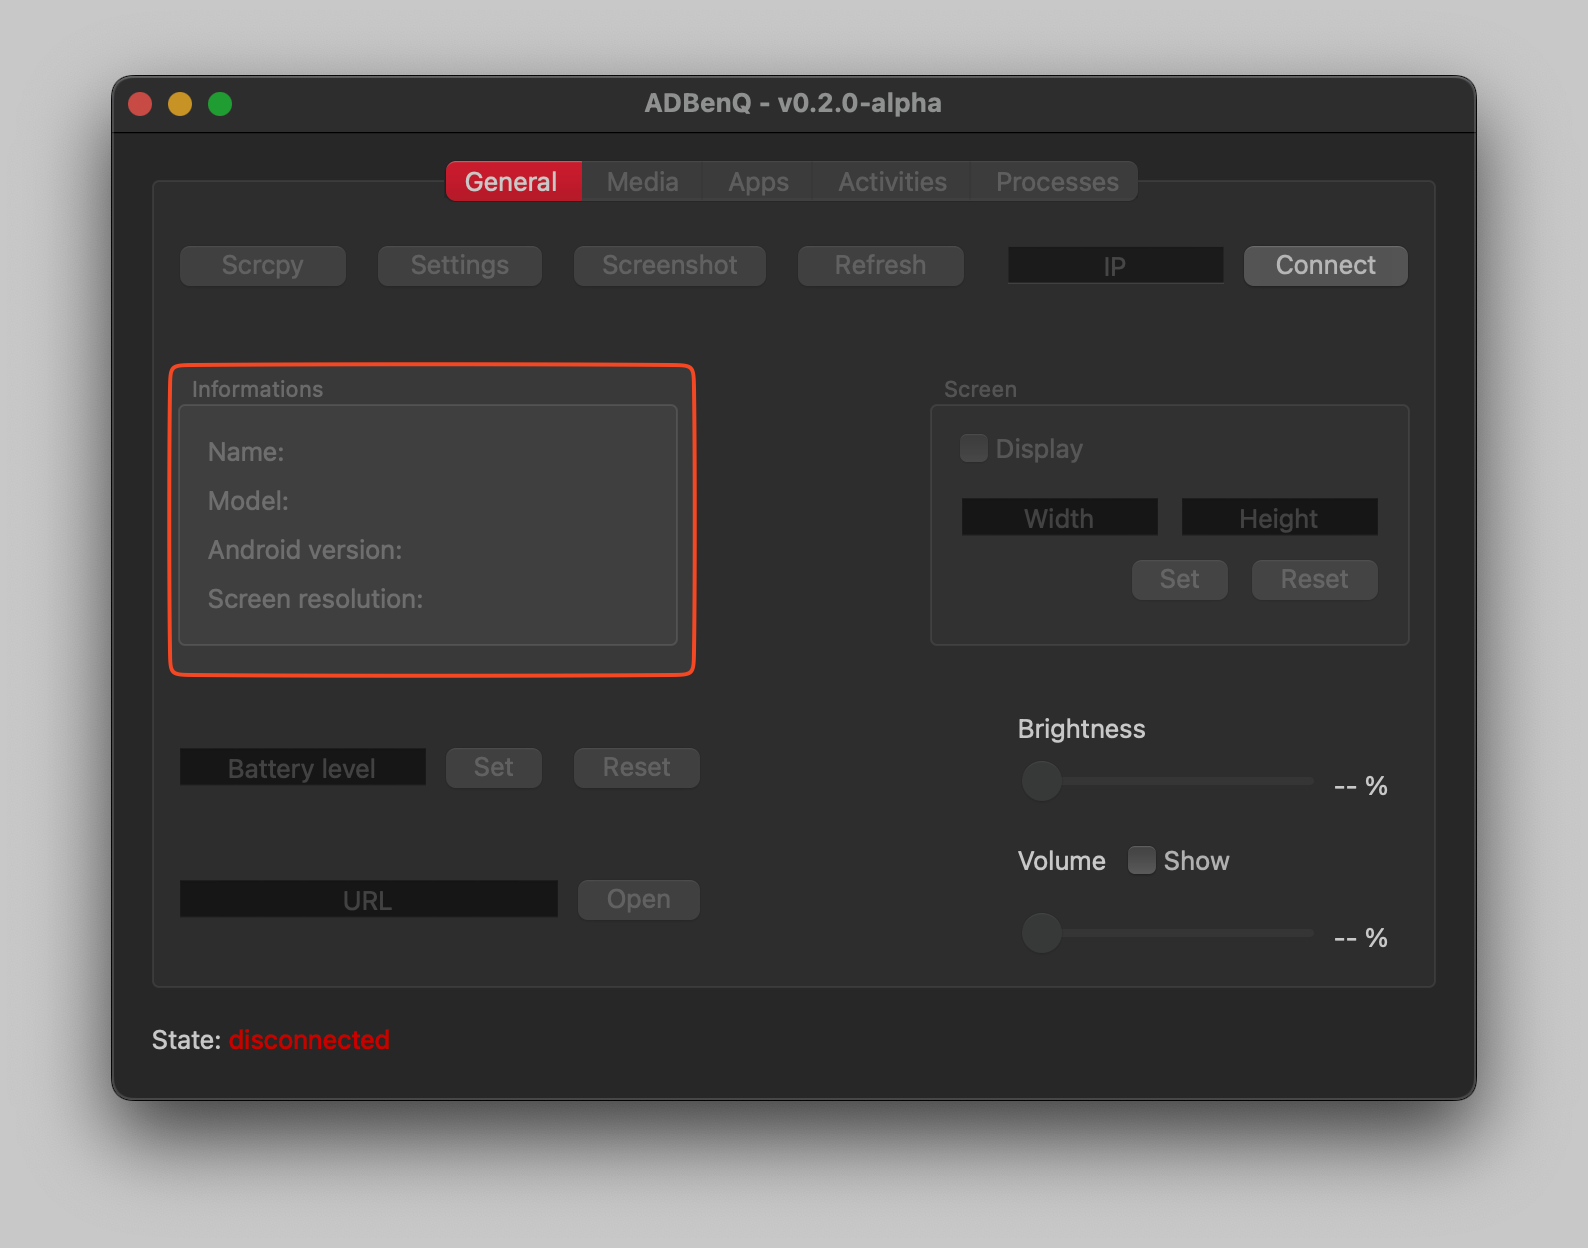 ADBenQ - v0.2.0-alpha
General Media Apps Activities Processes
Scrcpy Settings Screenshot Refresh IP Connect
Informations
Name:
Model:
Android version:
Screen resolution:
Screen
Display
Width Height
Set Reset
Battery level Set Reset
URL Open
Brightness
-- %
Volume Show
-- %
State: disconnected